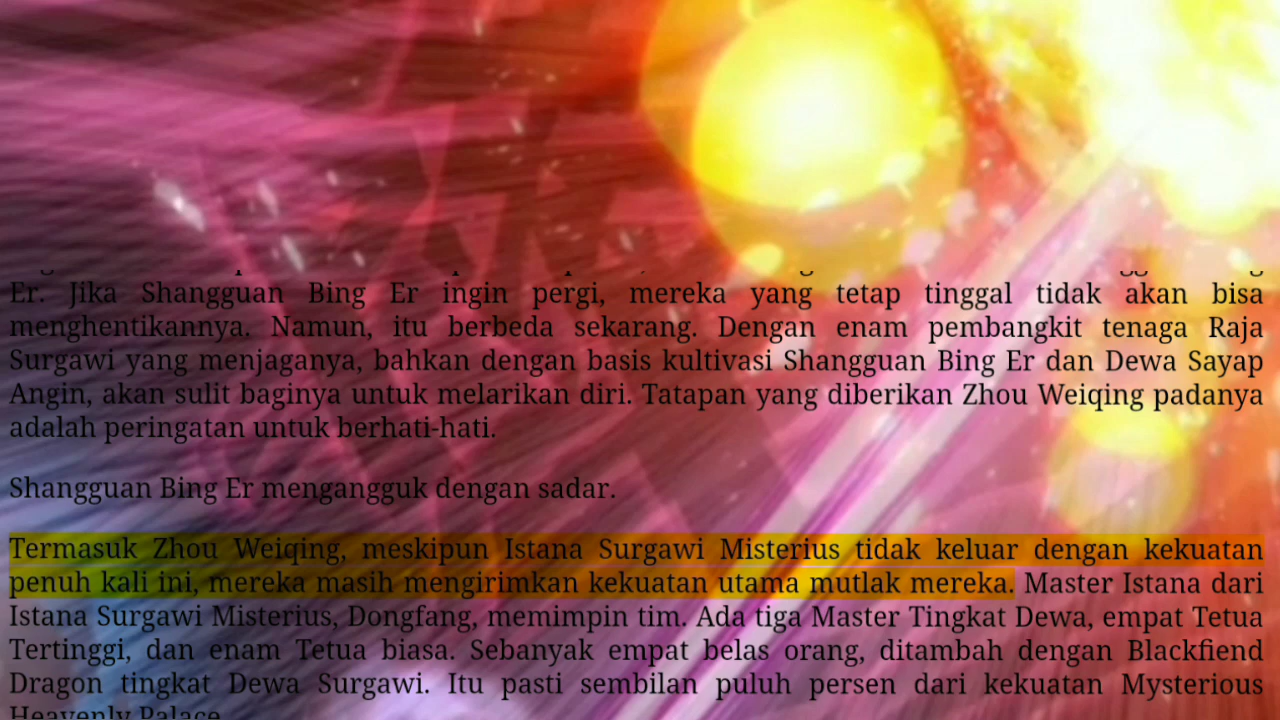 Er. Jika Shangguan Bing Er ingin pergi, mereka yang tetap tinggal tidak akan bisa
menghentikannya. Namun, itu berbeda sekarang. Dengan enam pembangkit tenaga Raja
Surgawi yang menjaganya, bahkan dengan basis kultivasi Shangguan Bing Er dan Dewa Sayap
Angin, akan sulit baginya untuk melarikan diri. Tatapan yang diberikan Zhou Weiqing padanya
adalah peringatan untuk berhati-hati.
Shangguan Bing Er mengangguk dengan sadar.
Termasuk Zhou Weiqing, meskipun Istana Surgawi Misterius tidak keluar dengan kekuatan
penuh kali ini, mereka masih mengirimkan kekuatan utama mutlak mereka. Master Istana dari
Istana Surgawi Misterius, Dongfang, memimpin tim. Ada tiga Master Tingkat Dewa, empat Tetua
Tertinggi, dan enam Tetua biasa. Sebanyak empat belas orang, ditambah dengan Blackfiend
Dragon tingkat Dewa Surgawi. Itu pasti sembilan puluh persen dari kekuatan Mysterious
Heavenly Palace.